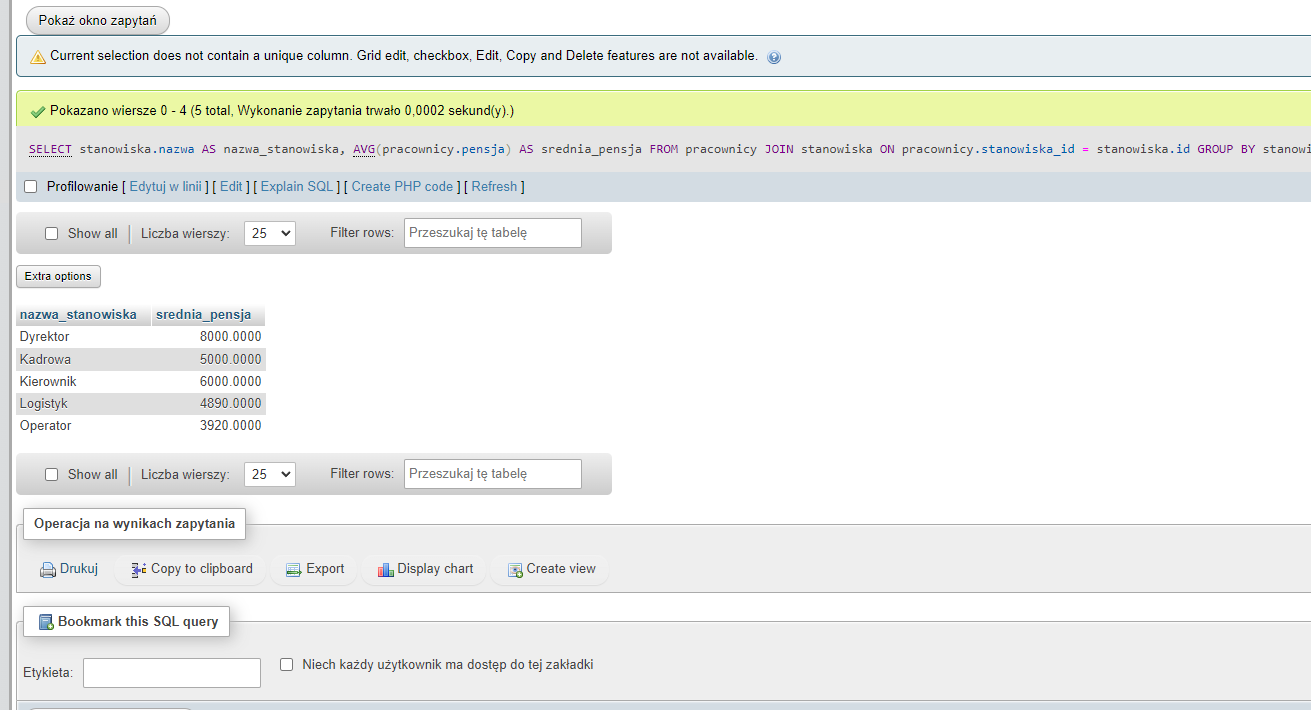 Pokaż okno zapytań
Current selection does not contain a unique column. Grid edit, checkbox, Edit, Copy and Delete features are not available.
Pokazano wiersze 0 - 4 (5 total, Wykonanie zapytania trwało 0,0002 sekund(y).)
SELECT stanowiska.nazwa AS nazwa_stanowiska, AVG(pracownicy.pensja) AS srednia_pensja FROM pracownicy JOIN stanowiska ON pracownicy.stanowiska_id = stanowiska.id GROUP BY stanowi
Profilowanie [ Edytuj w linii ] [ Edit ] [ Explain SQL ] [ Create PHP code ] [ Refresh ]
Show all Liczba wierszy: 25 Filter rows: Przeszukaj tę tabelę
Extra options
nazwa_stanowiska srednia_pensja
Dyrektor 8000.0000
Kadrowa 5000.0000
Kierownik 6000.0000
Logistyk 4890.0000
Operator 3920.0000
Show all Liczba wierszy: 25 Filter rows: Przeszukaj tę tabelę
Operacja na wynikach zapytania
Drukuj Copy to clipboard Export Display chart Create view
Bookmark this SQL query
Etykieta: Niech każdy użytkownik ma dostęp do tej zakładki